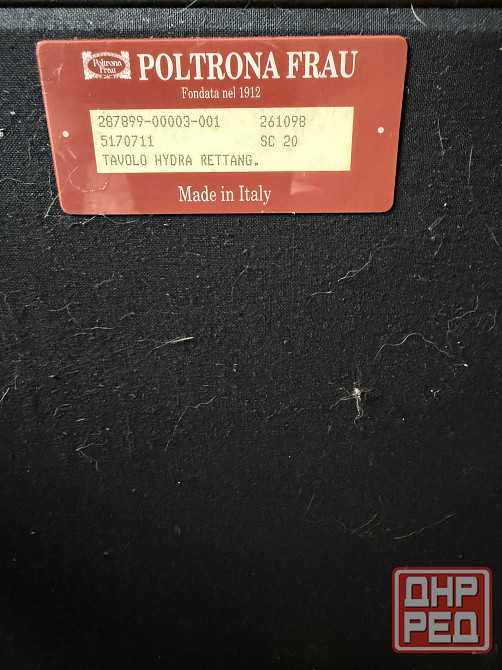 Poltrona
Frau
POLTRONA FRAU
Fondata nel 1912
287899-00003-001 261098
5170711 SC 20
TAVOLO HYDRA RETTANG.
Made in Italy
ДНР
РЕД